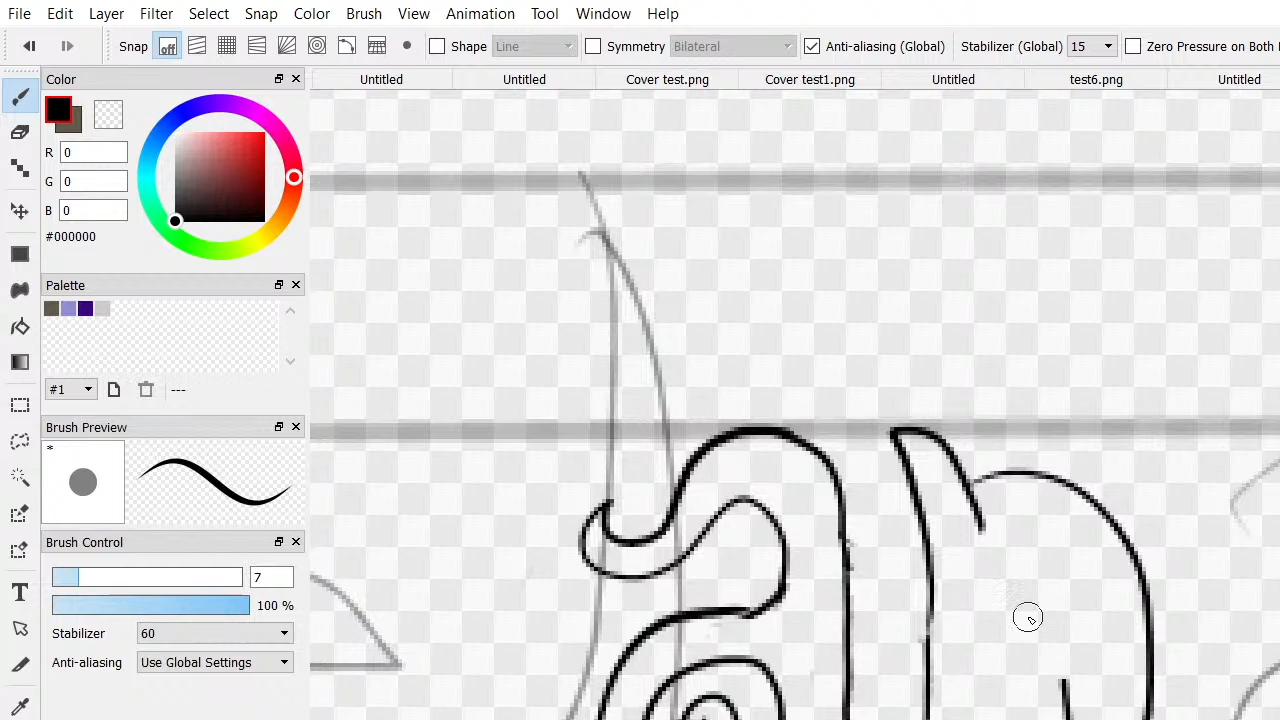 File Edit Layer Filter Select Snap Color Brush View Animation Tool Window Help
Snap off Shape Line Symmetry Bilateral Anti-aliasing (Global) Stabilizer (Global) 15 Zero Pressure on Both
Untitled Untitled Cover test.png Cover test1.png Untitled test6.png Untitled
Color
R 0
G 0
B 0
#000000
Palette
#1 ---
Brush Preview
*
Brush Control
7
100 %
Stabilizer 60
Anti-aliasing Use Global Settings
T